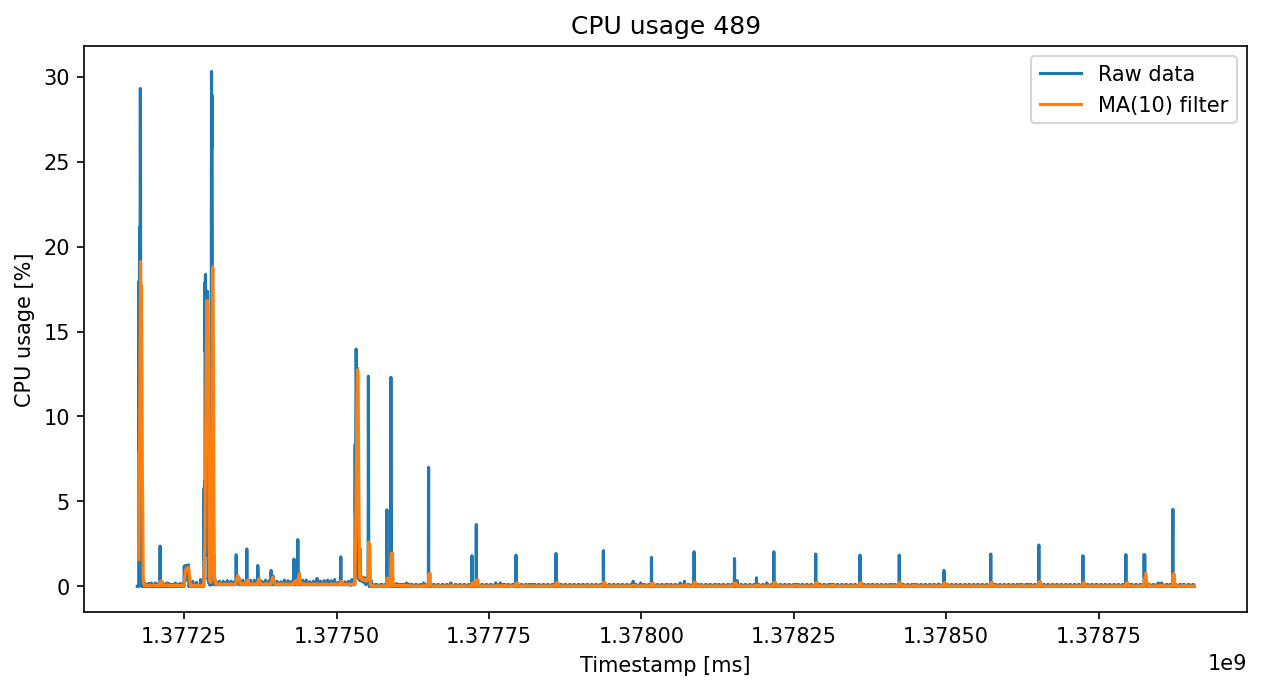 CPU usage 489
Raw data
MA(10) filter
CPU usage [%]
30
25
20
15
10
5
0
1.37725 1.37750 1.37775 1.37800 1.37825 1.37850 1.37875
Timestamp [ms]
1e9